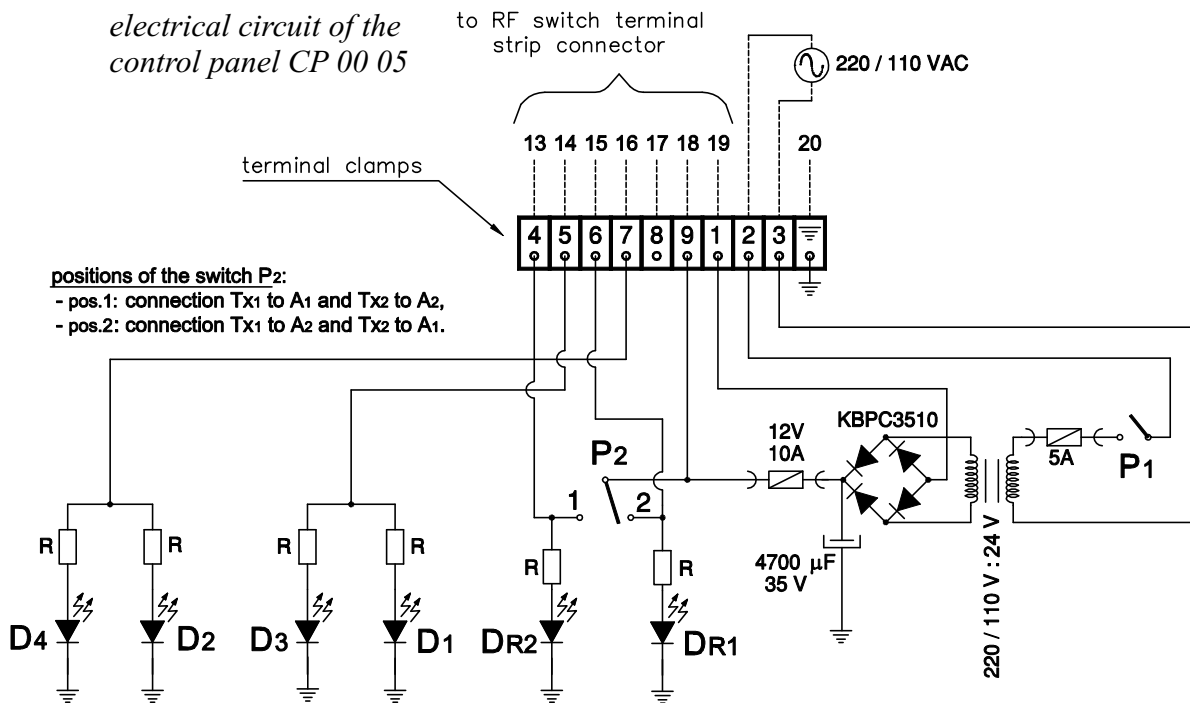 electrical circuit of the
control panel CP 00 05
to RF switch terminal
strip connector
220 / 110 VAC
13 14 15 16 17 18 19 20
terminal clamps
4 5 6 7 8 9 1 2 3
positions of the switch P2:
- pos.1: connection Tx1 to A1 and Tx2 to A2,
- pos.2: connection Tx1 to A2 and Tx2 to A1.
12V
10A
KBPC3510
5A
P1
P2
1 2
R R R R R R
4700 μF
35 V
220 / 110 V : 24 V
D4 D2 D3 D1 DR2 DR1